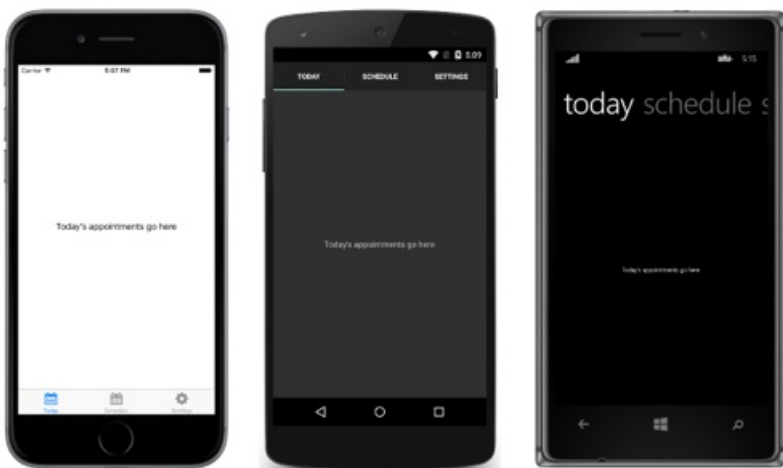 Carrier 5:07 PM
Today's appointments go here
Today Schedule Settings
5:09
TODAY SCHEDULE SETTINGS
Today's appointments go here
5:15
today schedule s
Today's appointments go here